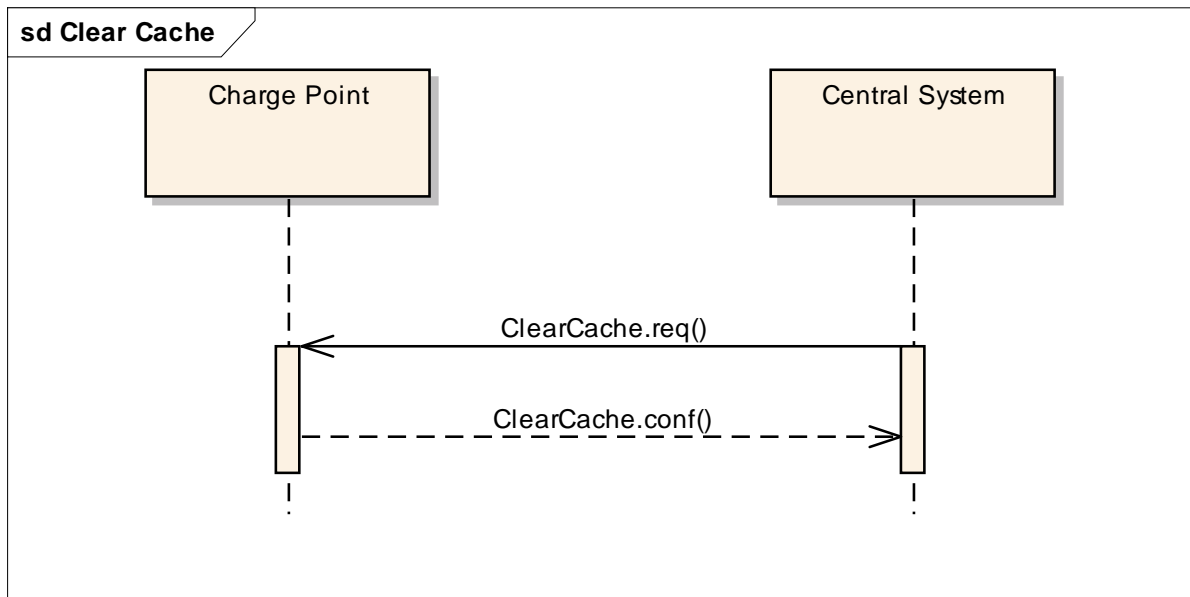 sd Clear Cache
Charge Point
Central System
ClearCache.req()
ClearCache.conf()